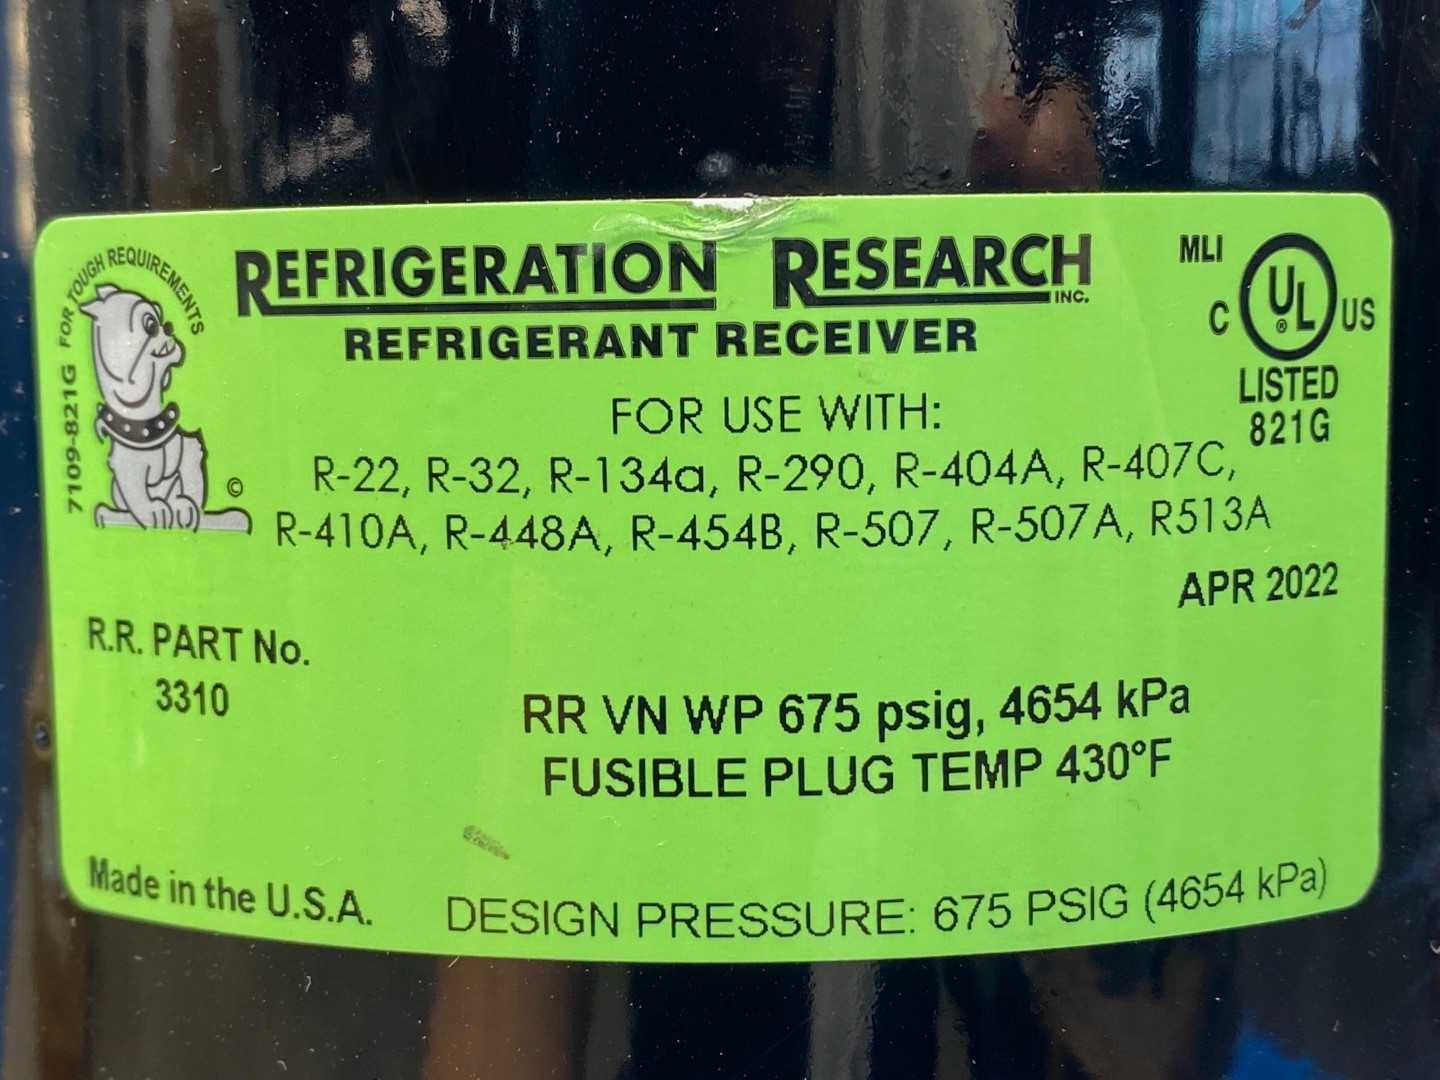 REFRIGERATION RESEARCH INC.
REFRIGERANT RECEIVER
7109-821G FOR TOUGH REQUIREMENTS
©
MLI
C UL® US
LISTED
821G
FOR USE WITH:
R-22, R-32, R-134a, R-290, R-404A, R-407C,
R-410A, R-448A, R-454B, R-507, R-507A, R513A
APR 2022
R.R. PART No.
3310
RR VN WP 675 psig, 4654 kPa
FUSIBLE PLUG TEMP 430°F
Made in the U.S.A.
DESIGN PRESSURE: 675 PSIG (4654 kPa)